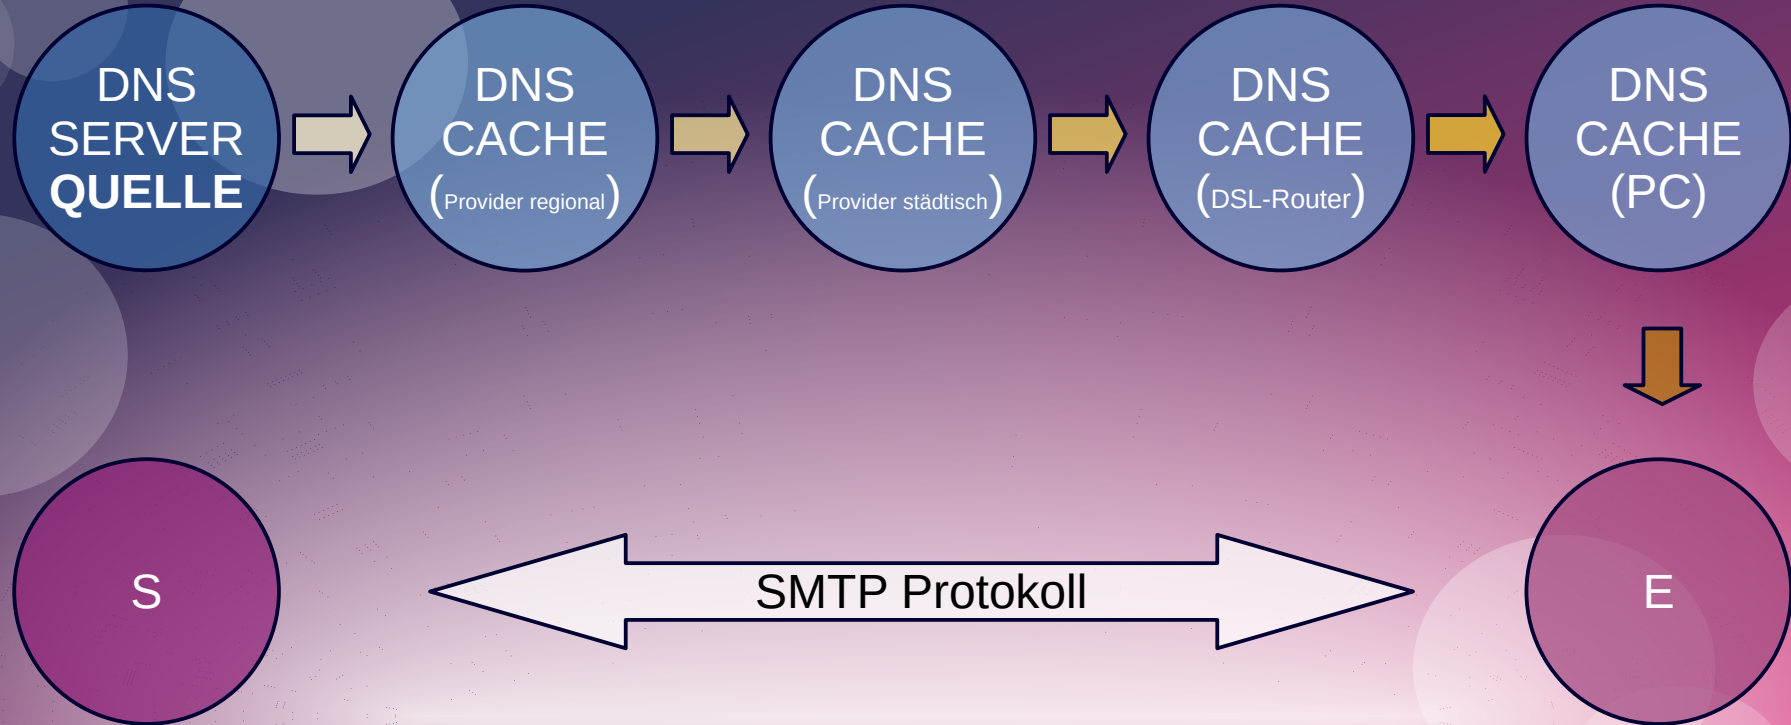 DNS
SERVER
QUELLE
DNS
CACHE
(Provider regional)
DNS
CACHE
(Provider städtisch)
DNS
CACHE
(DSL-Router)
DNS
CACHE
(PC)
S
SMTP Protokoll
E